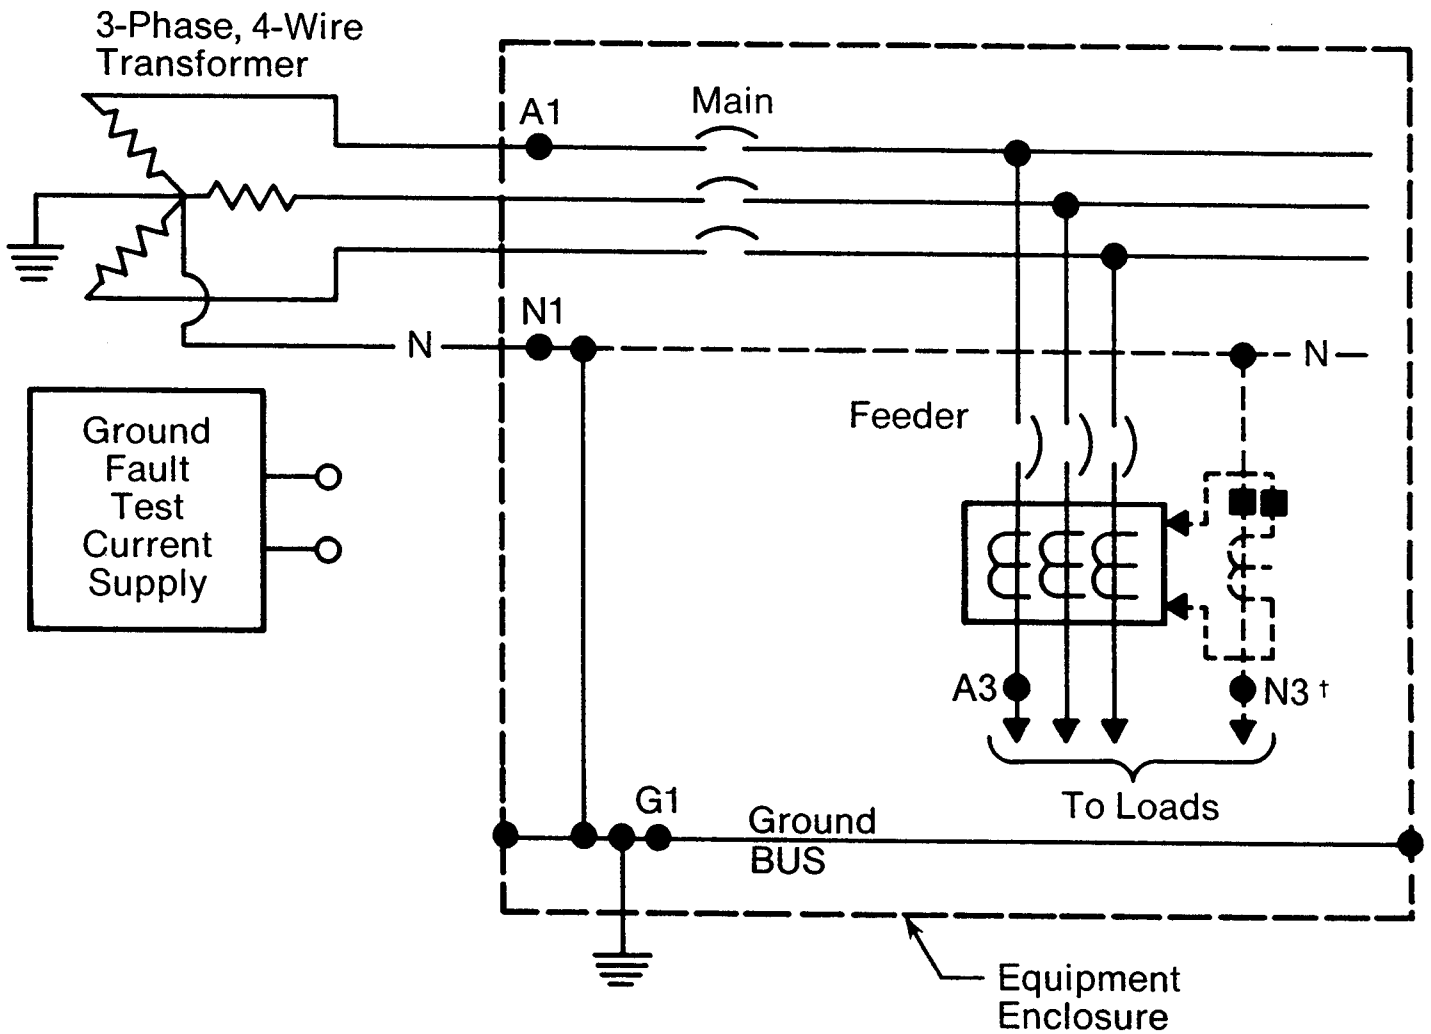 3-Phase, 4-Wire
Transformer
A1
Main
N1
N
N
Ground
Fault
Test
Current
Supply
Feeder
A3
N3 †
To Loads
G1
Ground
BUS
Equipment
Enclosure